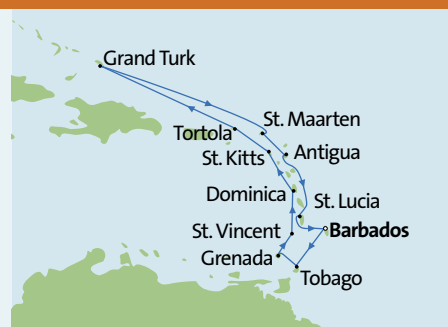 Grand Turk
St. Maarten
Tortola
St. Kitts
Antigua
Dominica
St. Lucia
St. Vincent
Barbados
Grenada
Tobago